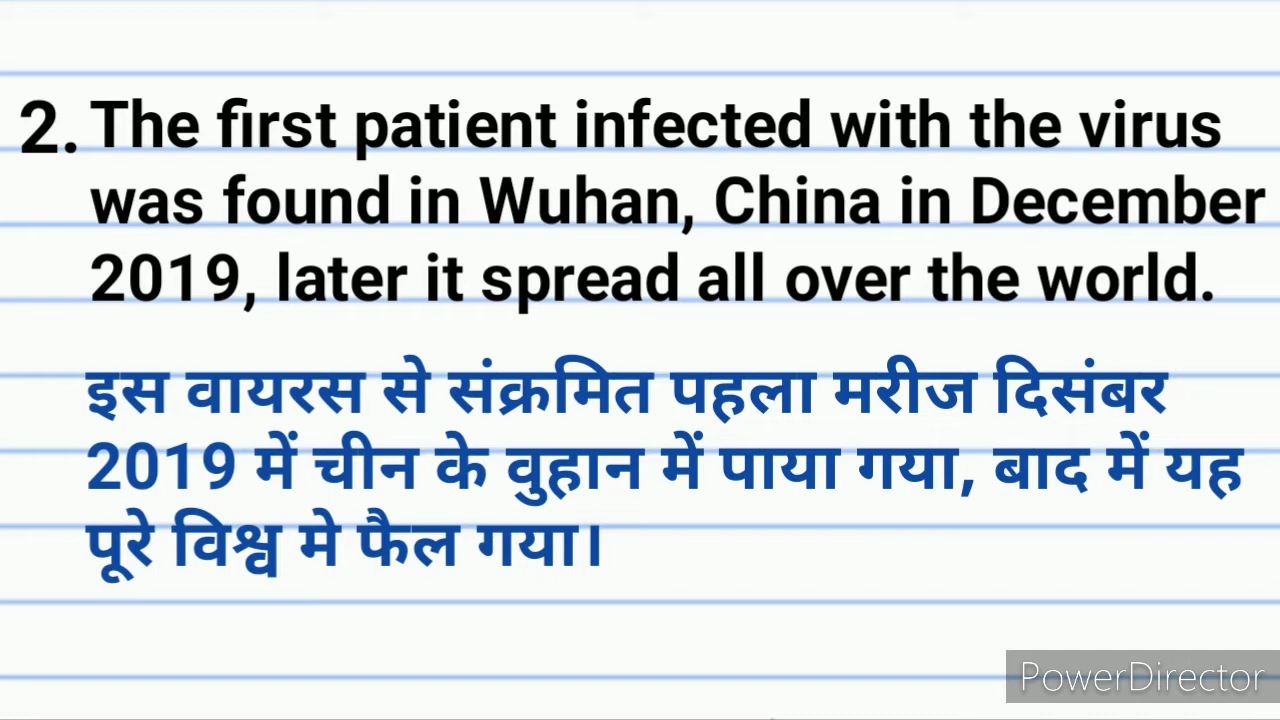 2. The first patient infected with the virus
was found in Wuhan, China in December
2019, later it spread all over the world.
इस वायरस से संक्रमित पहला मरीज दिसंबर
2019 में चीन के वुहान में पाया गया, बाद में यह
पूरे विश्व मे फैल गया।
PowerDirector